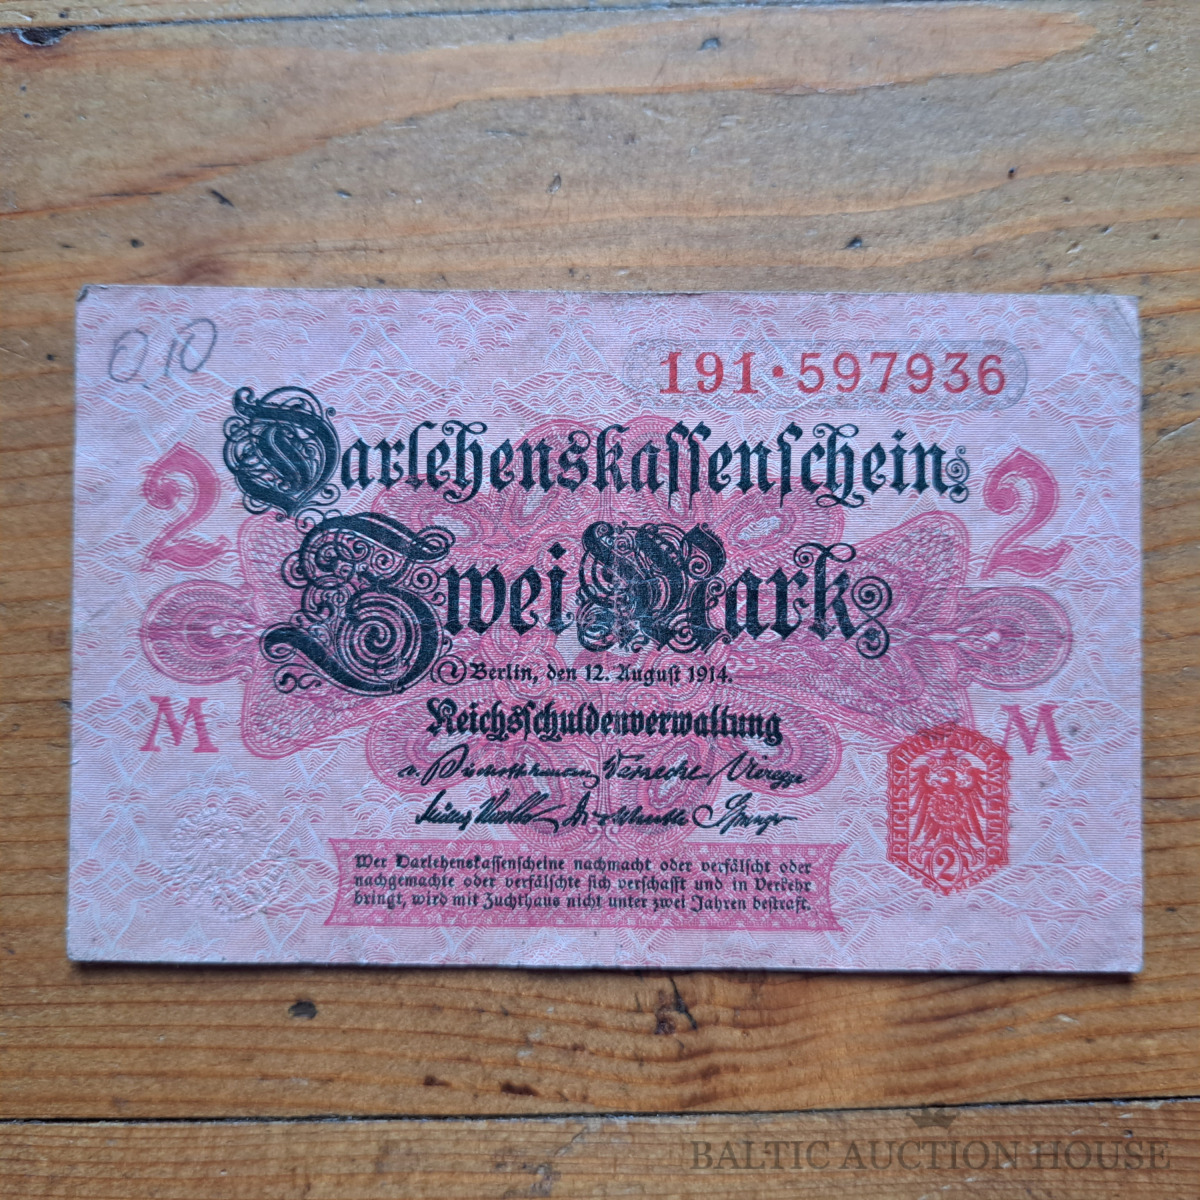 0.10
191·597936
Darlehenskassenschein
2 2
Zwei Mark
Berlin, den 12. August 1914.
Reichsschuldenverwaltung
M M
REICHSSCHULDENVERWALTUNG
2
Wer Darlehenskassenscheine nachmacht oder verfälscht oder
nachgemachte oder verfälschte sich verschafft und in Verkehr
bringt, wird mit Zuchthaus nicht unter zwei Jahren bestraft.
BALTIC AUCTION HOUSE